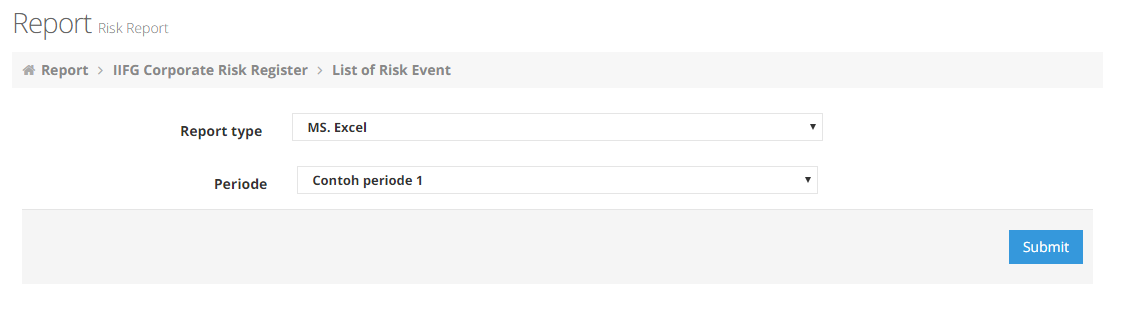 Report Risk Report
Report > IIFG Corporate Risk Register > List of Risk Event
Report type MS. Excel
Periode Contoh periode 1
Submit